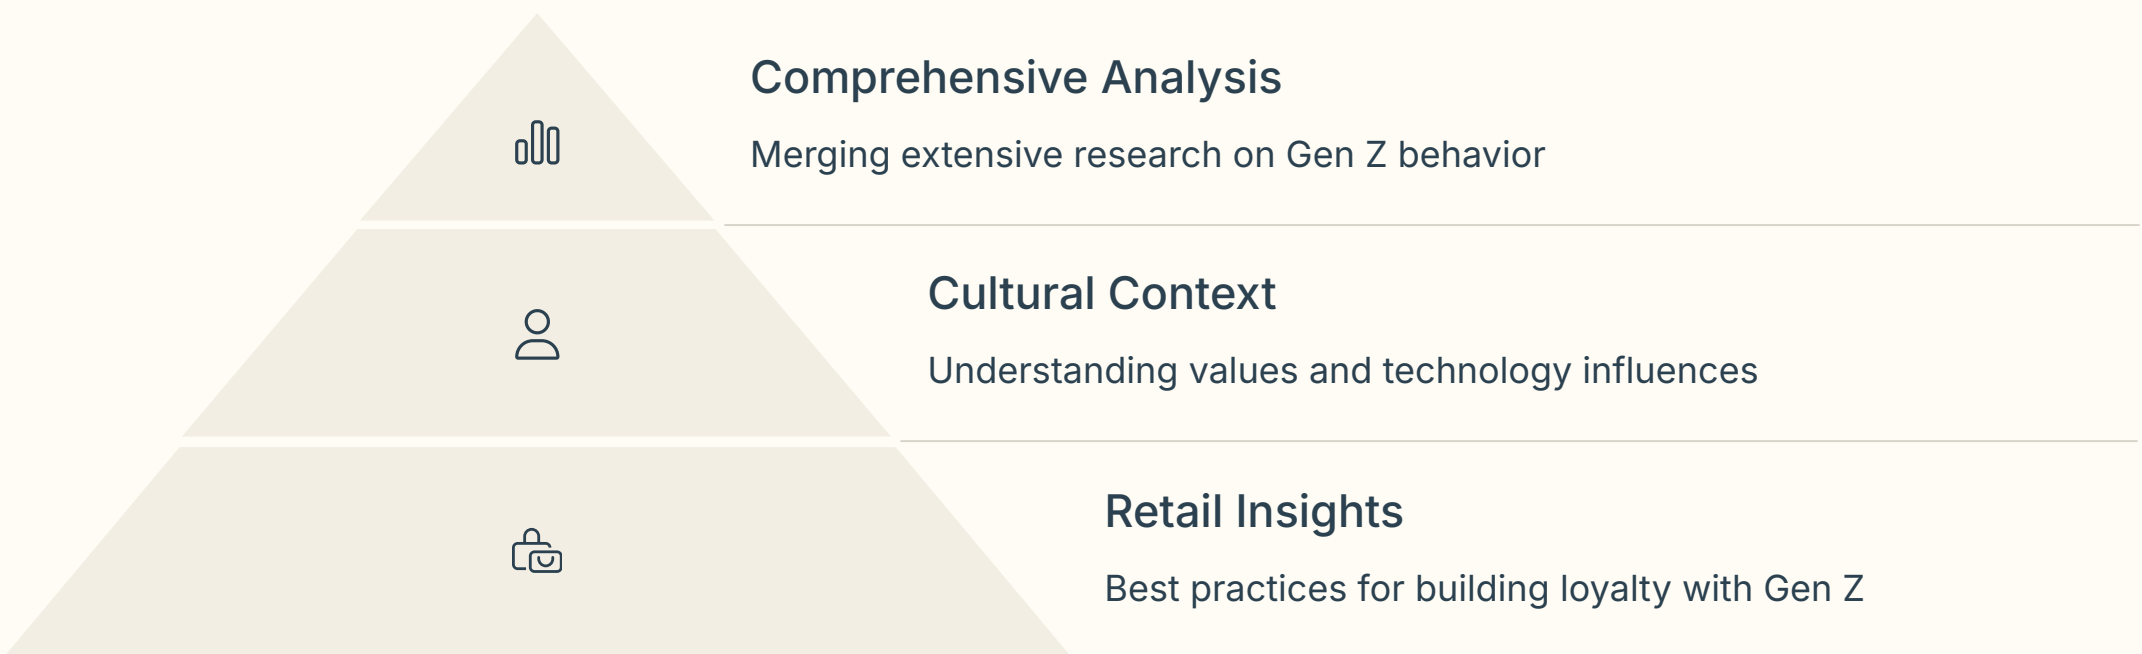 Comprehensive Analysis
Merging extensive research on Gen Z behavior
Cultural Context
Understanding values and technology influences
Retail Insights
Best practices for building loyalty with Gen Z